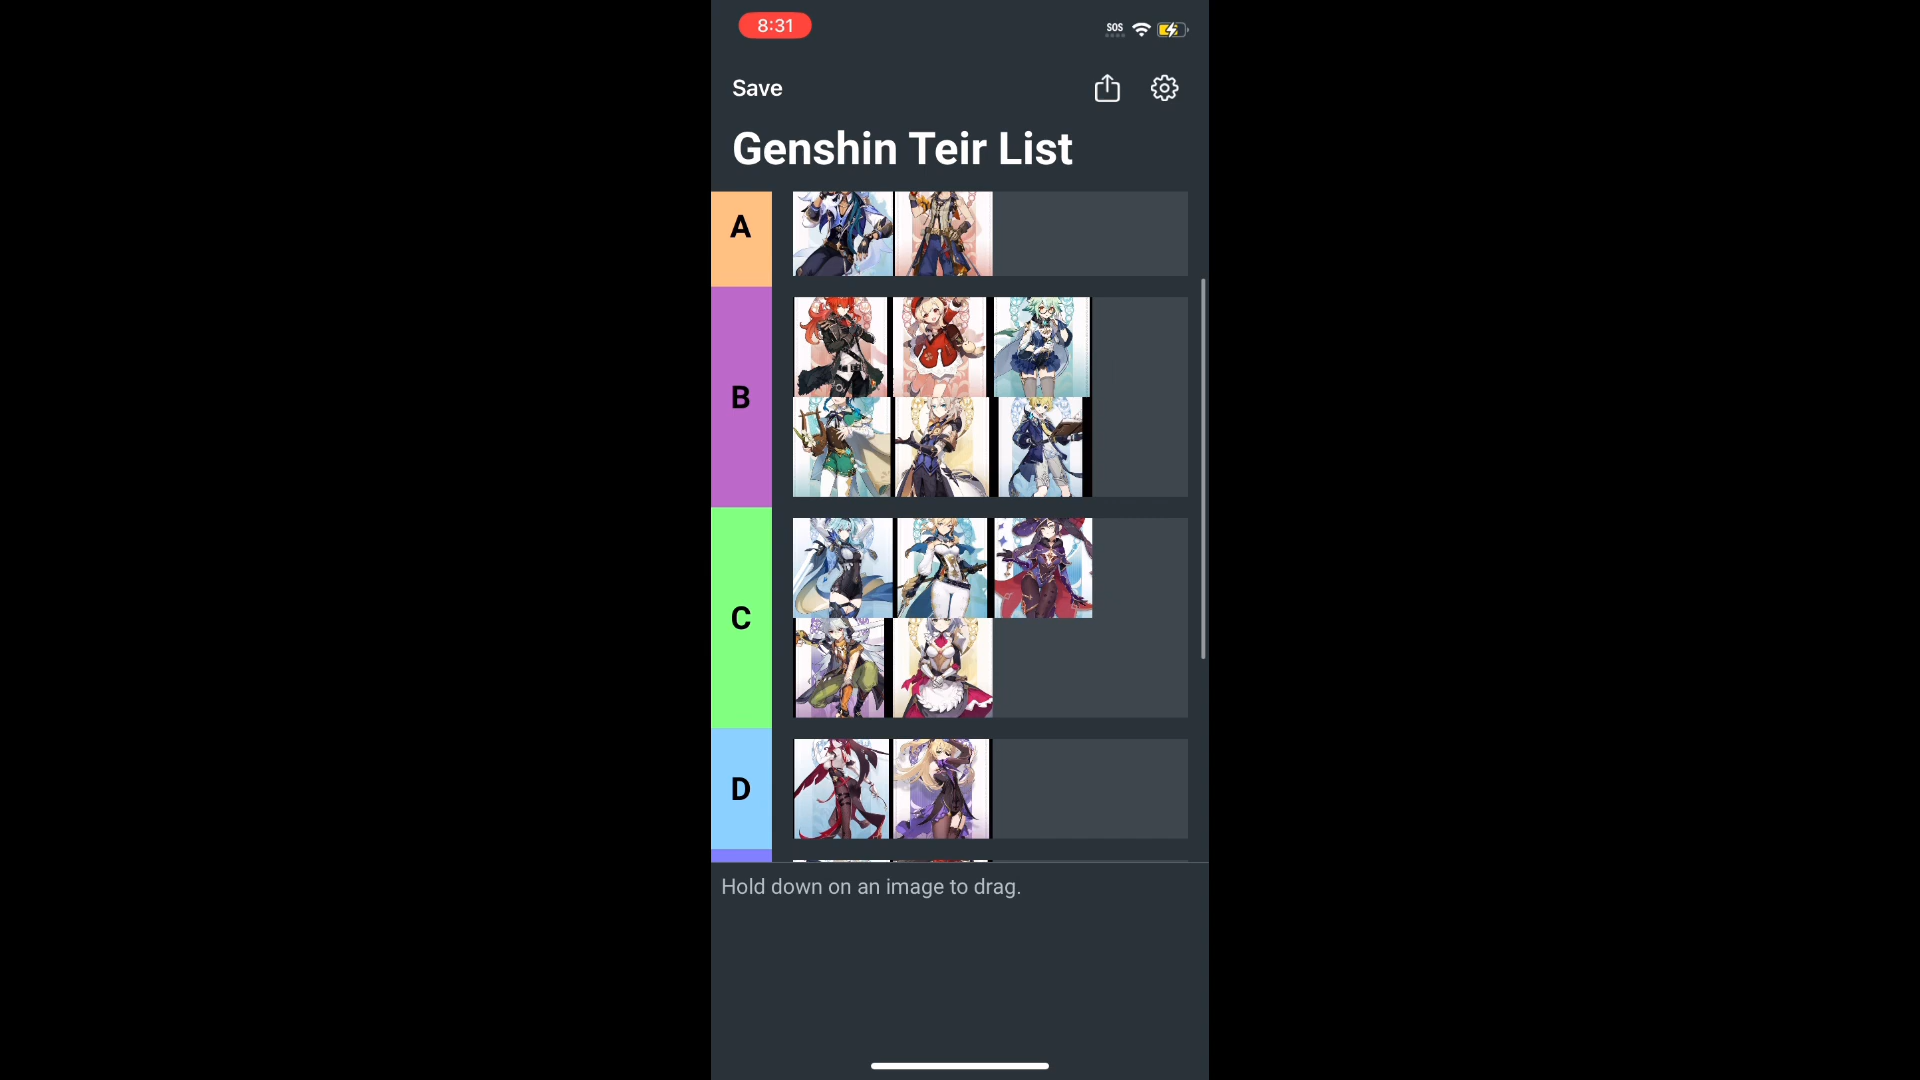 8:31
SOS
Save
Genshin Teir List
A
B
C
D
Hold down on an image to drag.